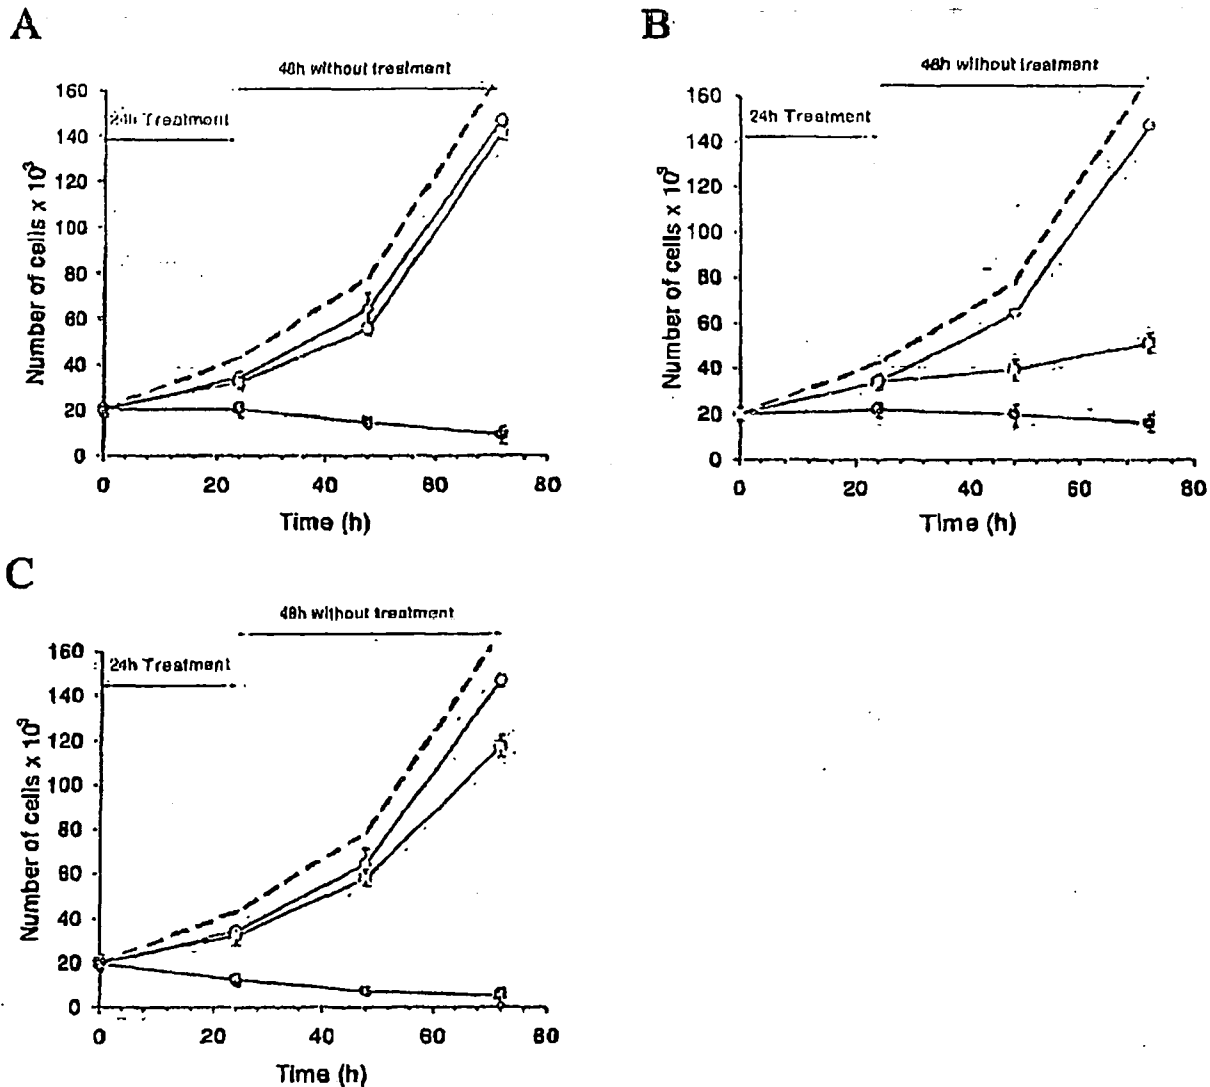 A
48h without treatment
24h Treatment
160
140
120
100
80
60
40
20
0
Number of cells x 10³
0 20 40 60 80
Time (h)
B
48h without treatment
24h Treatment
160
140
120
100
80
60
40
20
0
Number of cells x 10³
0 20 40 60 80
Time (h)
C
48h without treatment
24h Treatment
160
140
120
100
80
60
40
20
0
Number of cells x 10³
0 20 40 60 80
Time (h)